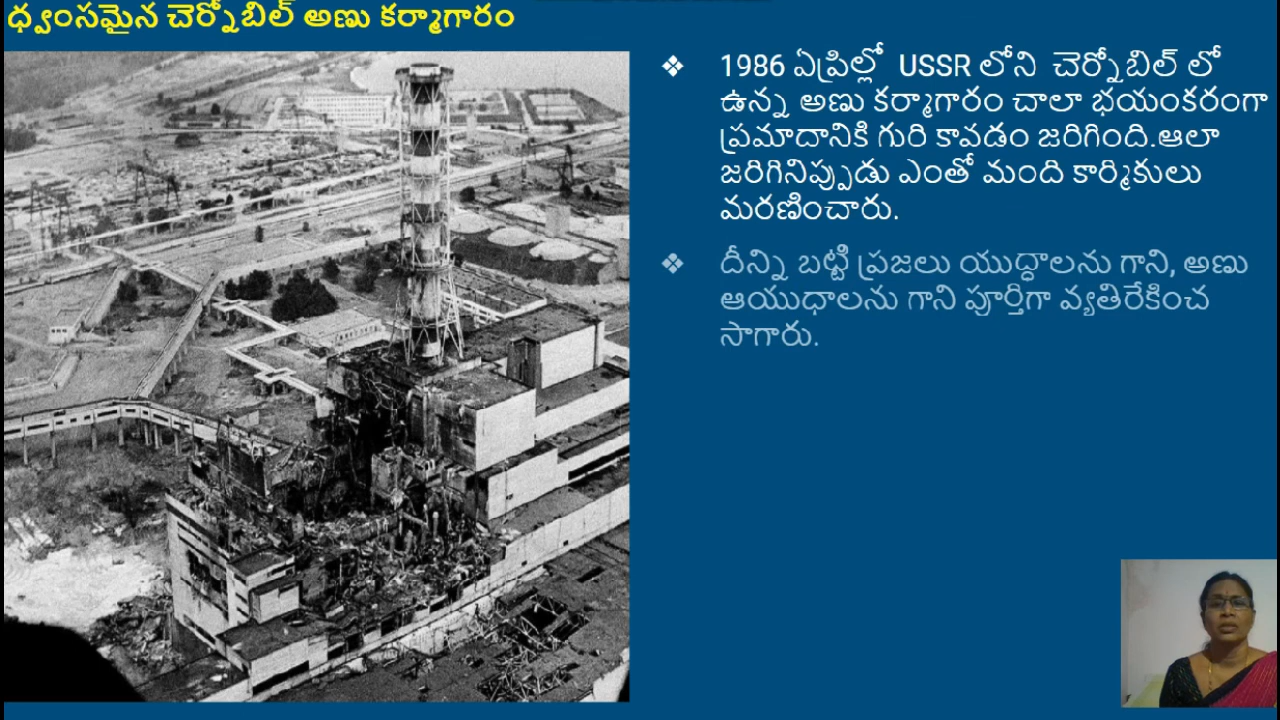 ధ్వంసమైన చెర్నోబిల్ అణు కర్మాగారం
❖ 1986 ఏప్రిల్లో USSR లోని చెర్నోబిల్ లో
ఉన్న అణు కర్మాగారం చాలా భయంకరంగా
ప్రమాదానికి గురి కావడం జరిగింది.ఆలా
జరిగినిప్పుడు ఎంతో మంది కార్మికులు
మరణించారు.
❖ దీన్ని బట్టి ప్రజలు యుద్ధాలను గాని, అణు
ఆయుధాలను గాని పూర్తిగా వ్యతిరేకించ
సాగారు.